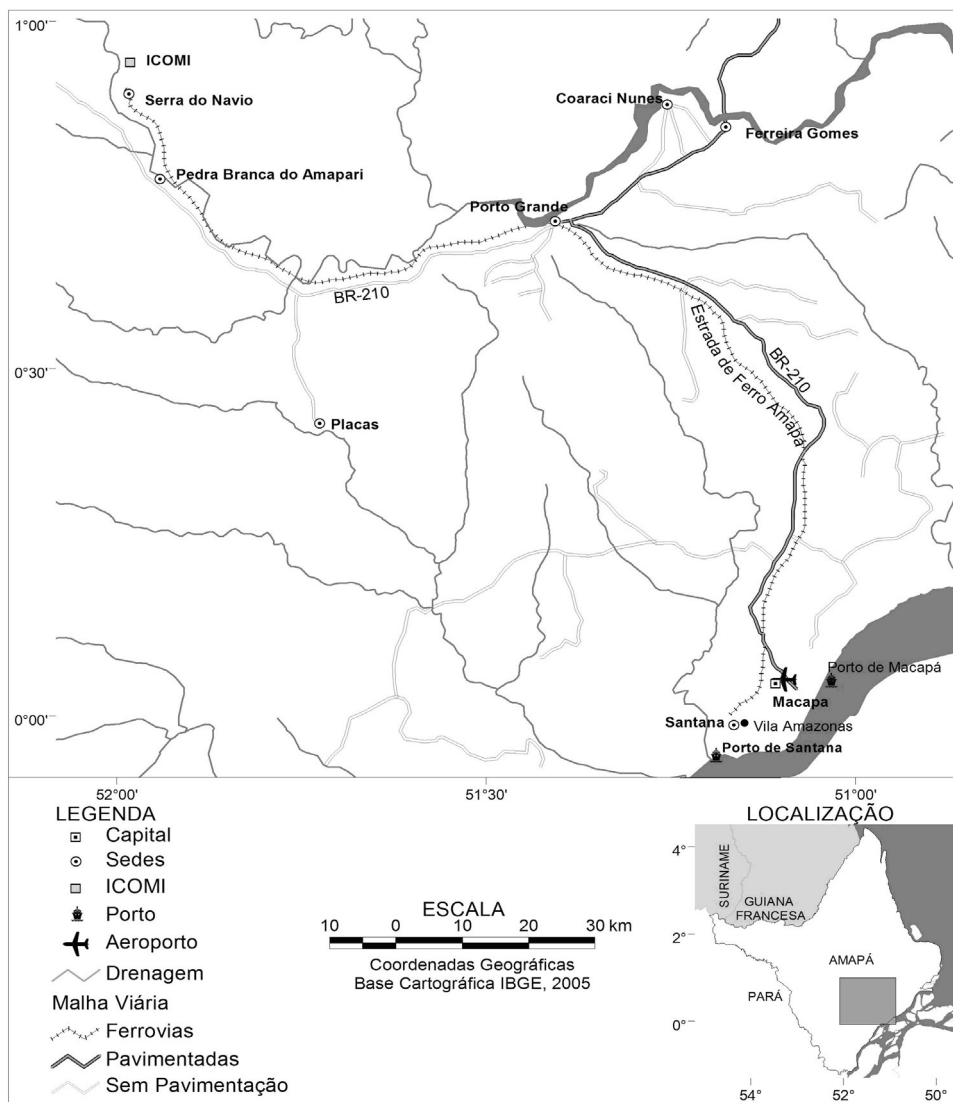 1°00'
ICOMI
Serra do Navio
Coaraci Nunes
Ferreira Gomes
Pedra Branca do Amapari
Porto Grande
BR-210
Estrada de Ferro Amapá
BR-210
0°30'
Placas
Porto de Macapá
Macapa
Santana
Vila Amazonas
0°00'
Porto de Santana
52°00'
51°30'
51°00'
LEGENDA
Capital
Sedes
ICOMI
Porto
Aeroporto
Drenagem
Malha Viária
Ferrovias
Pavimentadas
Sem Pavimentação
ESCALA
10 0 10 20 30 km
Coordenadas Geográficas
Base Cartográfica IBGE, 2005
LOCALIZAÇÃO
4°
SURINAME
GUIANA
FRANCESA
2°
AMAPÁ
PARÁ
0°
54° 52° 50°